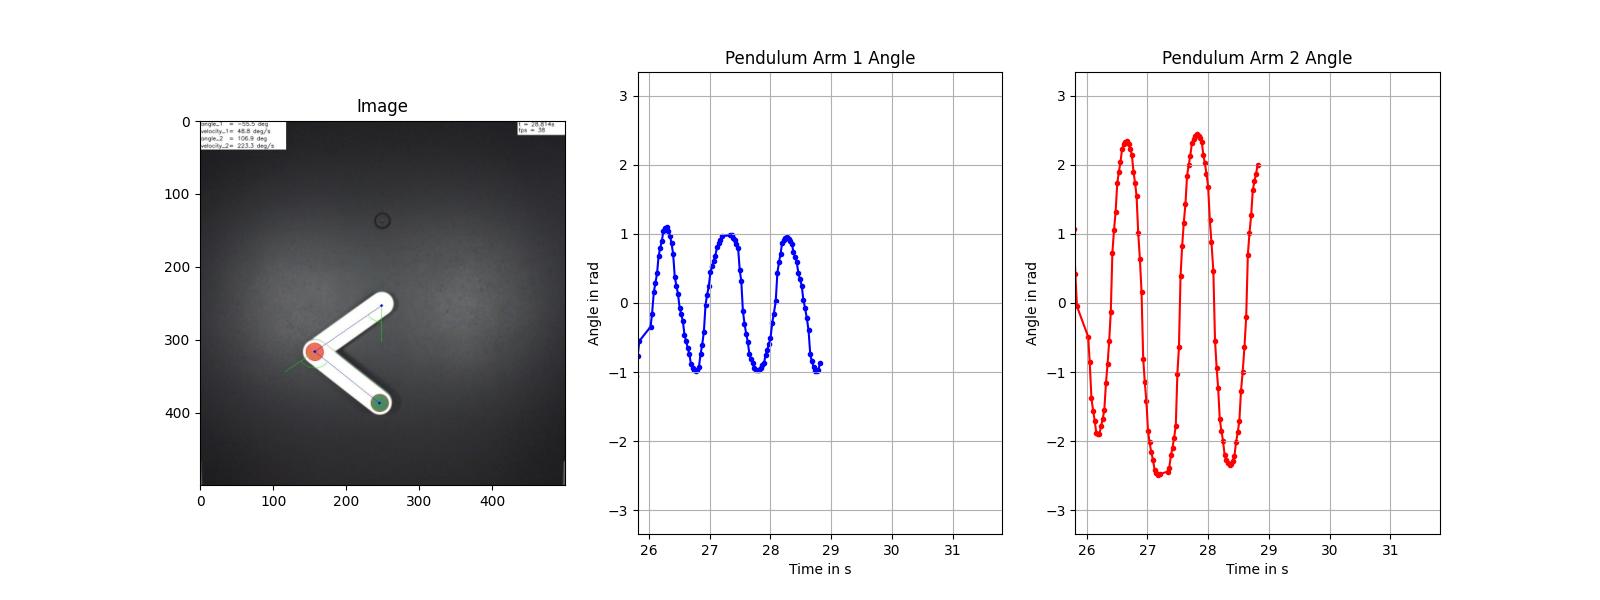 Image
angle_1 = -55.5 deg
velocity_1= 48.8 deg/s
angle_2 = 106.9 deg
velocity_2= 223.3 deg/s
t = 28.814s
fps = 38
0
100
200
300
400
0 100 200 300 400
Pendulum Arm 1 Angle
Angle in rad
3
2
1
0
−1
−2
−3
26 27 28 29 30 31
Time in s
Pendulum Arm 2 Angle
Angle in rad
3
2
1
0
−1
−2
−3
26 27 28 29 30 31
Time in s